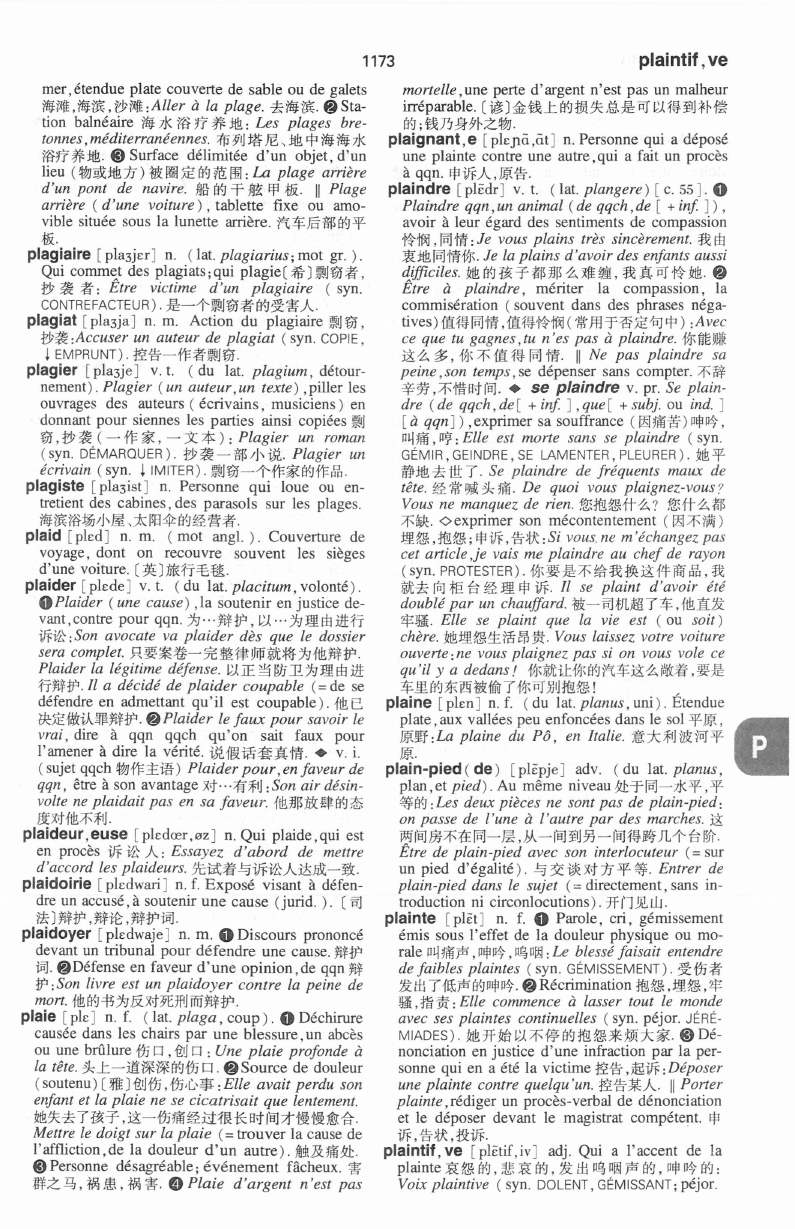 1173
plaintif,ve
mer,étendue plate couverte de sable ou de galets
海滩,海滨,沙滩:Aller à la plage. 去海滨. ❷ Sta-
tion balnéaire 海水浴疗养地: Les plages bre-
tonnes,méditerranéennes. 布列塔尼、地中海海水
浴疗养地. ❸ Surface délimitée d'un objet,d'un
lieu (物或地方)被圈定的范围: La plage arrière
d'un pont de navire. 船的干舷甲板. ‖ Plage
arrière (d'une voiture), tablette fixe ou amo-
vible située sous la lunette arrière. 汽车后部的平
板.
plagiaire [plaʒjɛr] n. (lat. plagiarius; mot gr.).
Qui commet des plagiats;qui plagie[希]剽窃者,
抄袭者: Être victime d'un plagiaire (syn.
CONTREFACTEUR). 是一个剽窃者的受害人.
plagiat [plaʒja] n. m. Action du plagiaire 剽窃,
抄袭:Accuser un auteur de plagiat (syn. COPIE,
↓EMPRUNT). 控告一作者剽窃.
plagier [plaʒje] v. t. (du lat. plagium, détour-
nement). Plagier (un auteur,un texte),piller les
ouvrages des auteurs (écrivains, musiciens) en
donnant pour siennes les parties ainsi copiées 剽
窃,抄袭(一作家,一文本): Plagier un roman
(syn. DÉMARQUER). 抄袭一部小说. Plagier un
écrivain (syn. ↓IMITER). 剽窃一个作家的作品.
plagiste [plaʒist] n. Personne qui loue ou en-
tretient des cabines,des parasols sur les plages.
海滨浴场小屋、太阳伞的经营者.
plaid [plɛd] n. m. (mot angl.). Couverture de
voyage, dont on recouvre souvent les sièges
d'une voiture. [英]旅行毛毯.
plaider [plɛde] v. t. (du lat. placitum,volonté).
❶Plaider (une cause),la soutenir en justice de-
vant,contre pour qqn. 为…辩护,以…为理由进行
诉讼:Son avocate va plaider dès que le dossier
sera complet. 只要案卷一完整律师就将为他辩护.
Plaider la légitime défense. 以正当防卫为理由进
行辩护. Il a décidé de plaider coupable (=de se
défendre en admettant qu'il est coupable). 他已
决定做认罪辩护. ❷Plaider le faux pour savoir le
vrai, dire à qqn qqch qu'on sait faux pour
l'amener à dire la vérité. 说假话套真情. ◆ v. i.
(sujet qqch 物作主语) Plaider pour,en faveur de
qqn, être à son avantage 对…有利:Son air désin-
volte ne plaidait pas en sa faveur. 他那放肆的态
度对他不利.
plaideur,euse [plɛdœr,øz] n. Qui plaide,qui est
en procès 诉讼人: Essayez d'abord de mettre
d'accord les plaideurs. 先试着与诉讼人达成一致.
plaidoirie [plɛdwari] n. f. Exposé visant à défen-
dre un accusé,à soutenir une cause (jurid.). [司
法]辩护,辩论,辩护词.
plaidoyer [plɛdwaje] n. m. ❶ Discours prononcé
devant un tribunal pour défendre une cause. 辩护
词. ❷Défense en faveur d'une opinion,de qqn 辩
护:Son livre est un plaidoyer contre la peine de
mort. 他的书为反对死刑而辩护.
plaie [plɛ] n. f. (lat. plaga, coup). ❶ Déchirure
causée dans les chairs par une blessure,un abcès
ou une brûlure 伤口,创口: Une plaie profonde à
la tête. 头上一道深深的伤口. ❷Source de douleur
(soutenu) [雅]创伤,伤心事:Elle avait perdu son
enfant et la plaie ne se cicatrisait que lentement.
她失去了孩子,这一伤痛经过很长时间才慢慢愈合.
Mettre le doigt sur la plaie (=trouver la cause de
l'affliction,de la douleur d'un autre). 触及痛处.
❸ Personne désagréable; événement fâcheux. 害
群之马,祸患,祸害. ❹ Plaie d'argent n'est pas
mortelle,une perte d'argent n'est pas un malheur
irréparable. [谚]金钱上的损失总是可以得到补偿
的;钱乃身外之物.
plaignant,e [plɛɲɑ̃,ɑ̃t] n. Personne qui a déposé
une plainte contre une autre,qui a fait un procès
à qqn. 申诉人,原告.
plaindre [plɛ̃dr] v. t. (lat. plangere) [c. 55]. ❶
Plaindre qqn,un animal (de qqch,de [+inf.]),
avoir à leur égard des sentiments de compassion
怜悯,同情:Je vous plains très sincèrement. 我由
衷地同情你. Je la plains d'avoir des enfants aussi
difficiles. 她的孩子都那么难缠,我真可怜她. ❷
Être à plaindre, mériter la compassion, la
commisération (souvent dans des phrases néga-
tives)值得同情,值得怜悯(常用于否定句中):Avec
ce que tu gagnes,tu n'es pas à plaindre. 你能赚
这么多,你不值得同情. ‖ Ne pas plaindre sa
peine,son temps,se dépenser sans compter. 不辞
辛劳,不惜时间. ◆ se plaindre v. pr. Se plain-
dre (de qqch,de[+inf.],que[+subj. ou ind.]
[à qqn]),exprimer sa souffrance (因痛苦)呻吟,
叫痛,哼:Elle est morte sans se plaindre (syn.
GÉMIR,GEINDRE,SE LAMENTER,PLEURER). 她平
静地去世了. Se plaindre de fréquents maux de
tête. 经常喊头痛. De quoi vous plaignez-vous?
Vous ne manquez de rien. 您抱怨什么? 您什么都
不缺. ◇exprimer son mécontentement (因不满)
埋怨,抱怨;申诉,告状:Si vous ne m'échangez pas
cet article,je vais me plaindre au chef de rayon
(syn. PROTESTER). 你要是不给我换这件商品,我
就去向柜台经理申诉. Il se plaint d'avoir été
doublé par un chauffard. 被一司机超了车,他直发
牢骚. Elle se plaint que la vie est (ou soit)
chère. 她埋怨生活昂贵. Vous laissez votre voiture
ouverte:ne vous plaignez pas si on vous vole ce
qu'il y a dedans! 你就让你的汽车这么敞着,要是
车里的东西被偷了你可别抱怨!
plaine [plɛn] n. f. (du lat. planus,uni). Étendue
plate,aux vallées peu enfoncées dans le sol 平原,
原野:La plaine du Pô, en Italie. 意大利波河平
原.
plain-pied(de) [plɛ̃pje] adv. (du lat. planus,
plan,et pied). Au même niveau 处于同一水平,平
等的:Les deux pièces ne sont pas de plain-pied:
on passe de l'une à l'autre par des marches. 这
两间房不在同一层,从一间到另一间得跨几个台阶.
Être de plain-pied avec son interlocuteur (=sur
un pied d'égalité). 与交谈对方平等. Entrer de
plain-pied dans le sujet (=directement,sans in-
troduction ni circonlocutions). 开门见山.
plainte [plɛ̃t] n. f. ❶ Parole, cri, gémissement
émis sous l'effet de la douleur physique ou mo-
rale 叫痛声,呻吟,呜咽:Le blessé faisait entendre
de faibles plaintes (syn. GÉMISSEMENT). 受伤者
发出了低声的呻吟. ❷Récrimination 抱怨,埋怨,牢
骚,指责:Elle commence à lasser tout le monde
avec ses plaintes continuelles (syn. péjor. JÉRÉ-
MIADES). 她开始以不停的抱怨来烦大家. ❸Dé-
nonciation en justice d'une infraction par la per-
sonne qui en a été la victime 控告,起诉:Déposer
une plainte contre quelqu'un. 控告某人. ‖ Porter
plainte,rédiger un procès-verbal de dénonciation
et le déposer devant le magistrat compétent. 申
诉,告状,投诉.
plaintif,ve [plɛ̃tif,iv] adj. Qui a l'accent de la
plainte 哀怨的,悲哀的,发出呜咽声的,呻吟的:
Voix plaintive (syn. DOLENT,GÉMISSANT;péjor.
P